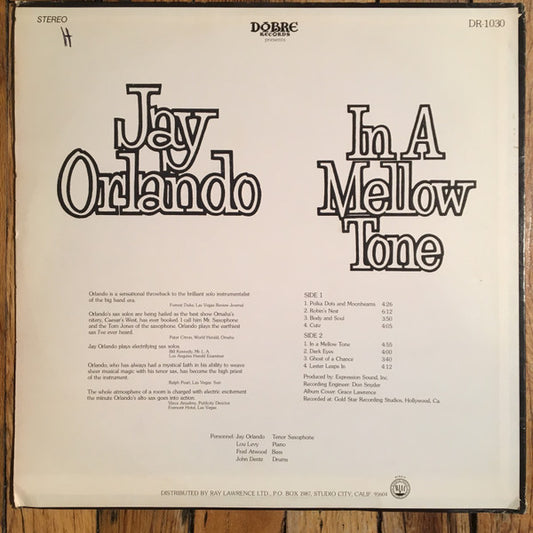 STEREO
H
DOBRE
RECORDS
presents
DR-1030
Jay
Orlando
In A
Mellow
Tone
Orlando is a sensational throwback to the brilliant solo instrumentalist
of the big band era.
Forrest Duke, Las Vegas Review Journal
Orlando's sax solos are being hailed as the best show Omaha's
nitery, Caesar's West, has ever booked. I call him Mr. Saxophone
and the Tom Jones of the saxophone. Orlando plays the earthiest
sax I've ever heard.
Peter Citron, World Herald, Omaha
Jay Orlando plays electrifying sax solos.
Bill Kennedy, Mr. L.A.
Los Angeles Herald Examiner
Orlando, who has always had a mystical faith in his ability to weave
sheer musical magic with his tenor sax, has become the high priest
of the instrument.
Ralph Pearl, Las Vegas Sun
The whole atmosphere of a room is charged with electric excitement
the minute Orlando's alto sax goes into action.
Vince Anselmo, Publicity Director
Fremont Hotel, Las Vegas
SIDE 1
1. Polka Dots and Moonbeams 4:26
2. Robin's Nest 6:12
3. Body and Soul 3:50
4. Cute 4:05
SIDE 2
1. In a Mellow Tone 4:55
2. Dark Eyes 4:00
3. Ghost of a Chance 3:40
4. Lester Leaps In 4:12
Produced by: Expression Sound, Inc.
Recording Engineer: Don Snyder
Album Cover: Grace Lawrence
Recorded at: Gold Star Recording Studios, Hollywood, Ca.
Personnel: Jay Orlando Tenor Saxophone
Lou Levy Piano
Fred Atwood Bass
John Dentz Drums
DISTRIBUTED BY RAY LAWRENCE LTD., P.O. BOX 1987, STUDIO CITY, CALIF. 91604